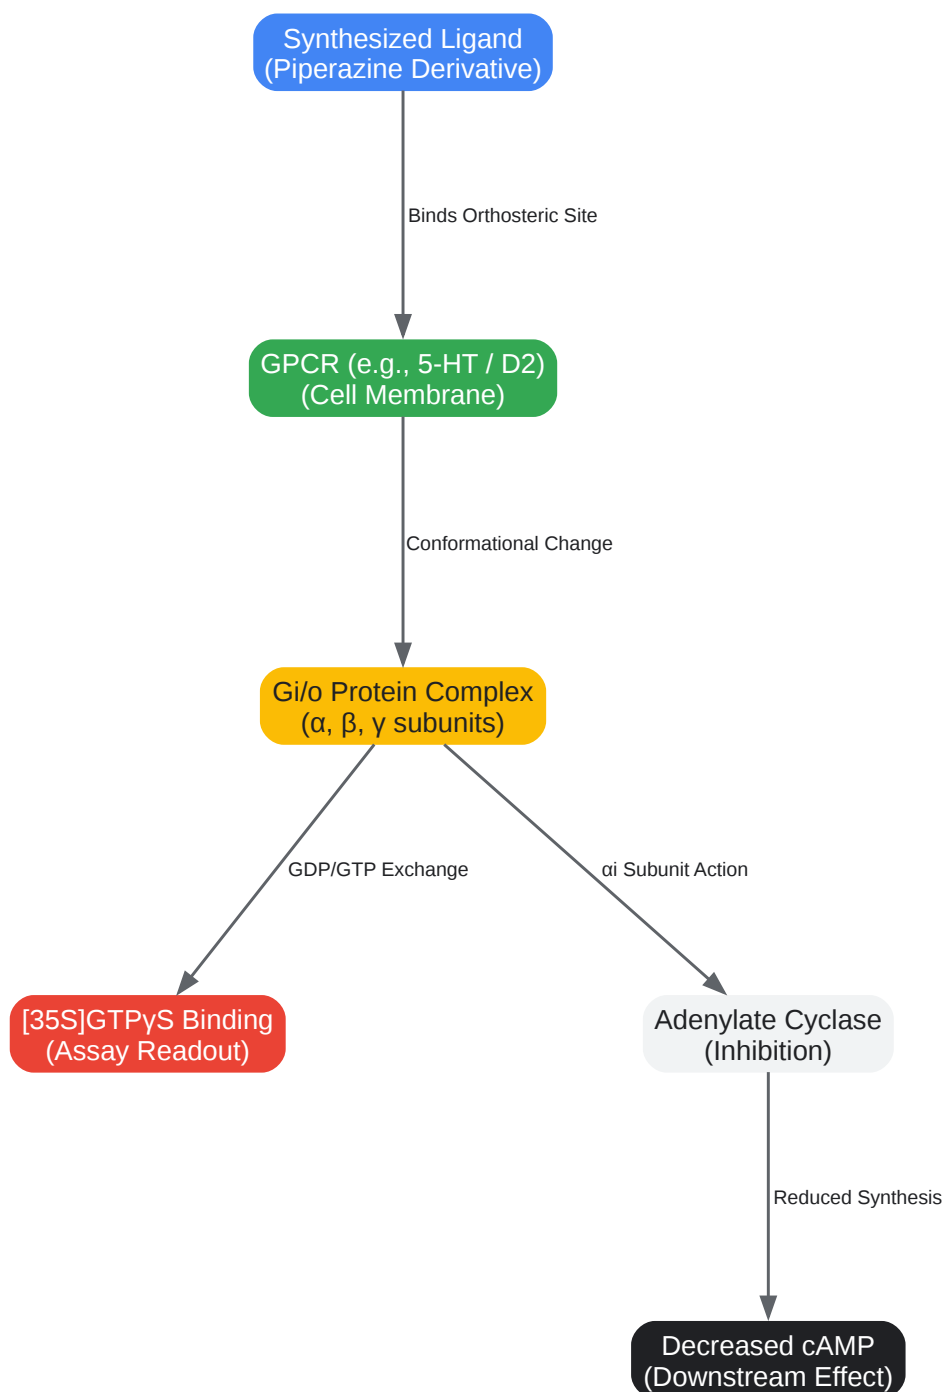 Synthesized Ligand
(Piperazine Derivative)
Binds Orthosteric Site
GPCR (e.g., 5-HT / D2)
(Cell Membrane)
Conformational Change
Gi/o Protein Complex
(α, β, γ subunits)
GDP/GTP Exchange
αi Subunit Action
[35S]GTPγS Binding
(Assay Readout)
Adenylate Cyclase
(Inhibition)
Reduced Synthesis
Decreased cAMP
(Downstream Effect)